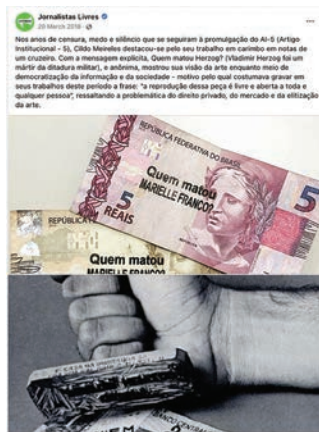 Jornalistas Livres
26 March 2018
Nos anos de censura, medo e silêncio que se seguiram à promulgação do AI-5 (Artigo
Institucional – 5), Cildo Meireles destacou-se pelo seu trabalho em carimbo em notas de
um cruzeiro. Com a mensagem explícita, Quem matou Herzog? (Vladimir Herzog foi um
mártir da ditadura militar), e anônima, mostrou sua visão da arte enquanto meio de
democratização da informação e da sociedade - motivo pelo qual costumava gravar em
seus trabalhos deste período a frase: "a reprodução dessa peça é livre e aberta a toda e
qualquer pessoa", ressaltando a problemática do direito privado, do mercado e da elitização
da arte.
REPÚBLICA FEDERATIVA DO BRASIL
Quem matou
MARIELLE FRANCO?
5
5
REAIS
REPÚBLICA
Quem matou
MARIELLE FRANCO?
BANCO CENTRAL